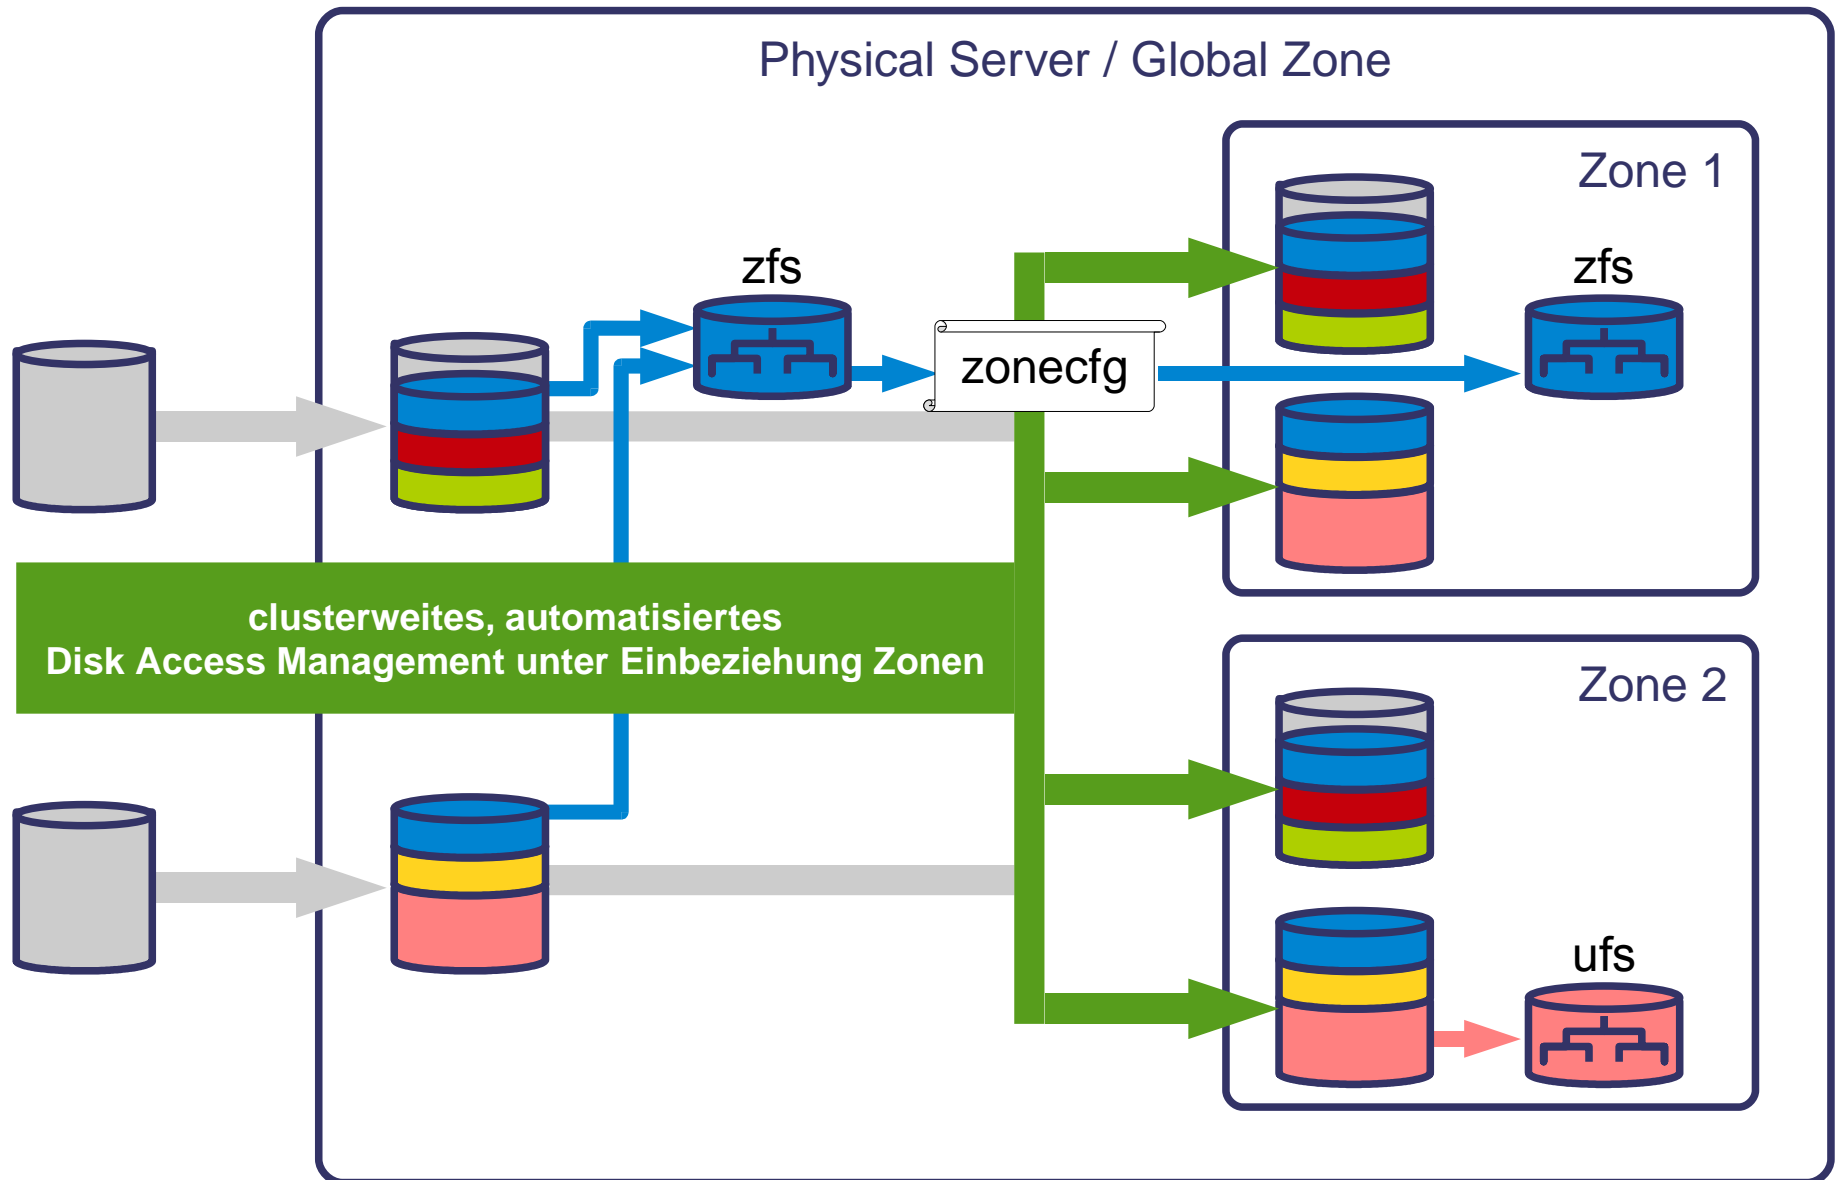 Physical Server / Global Zone
Zone 1
zfs
zfs
zonecfg
clusterweites, automatisiertes
Disk Access Management unter Einbeziehung Zonen
Zone 2
ufs